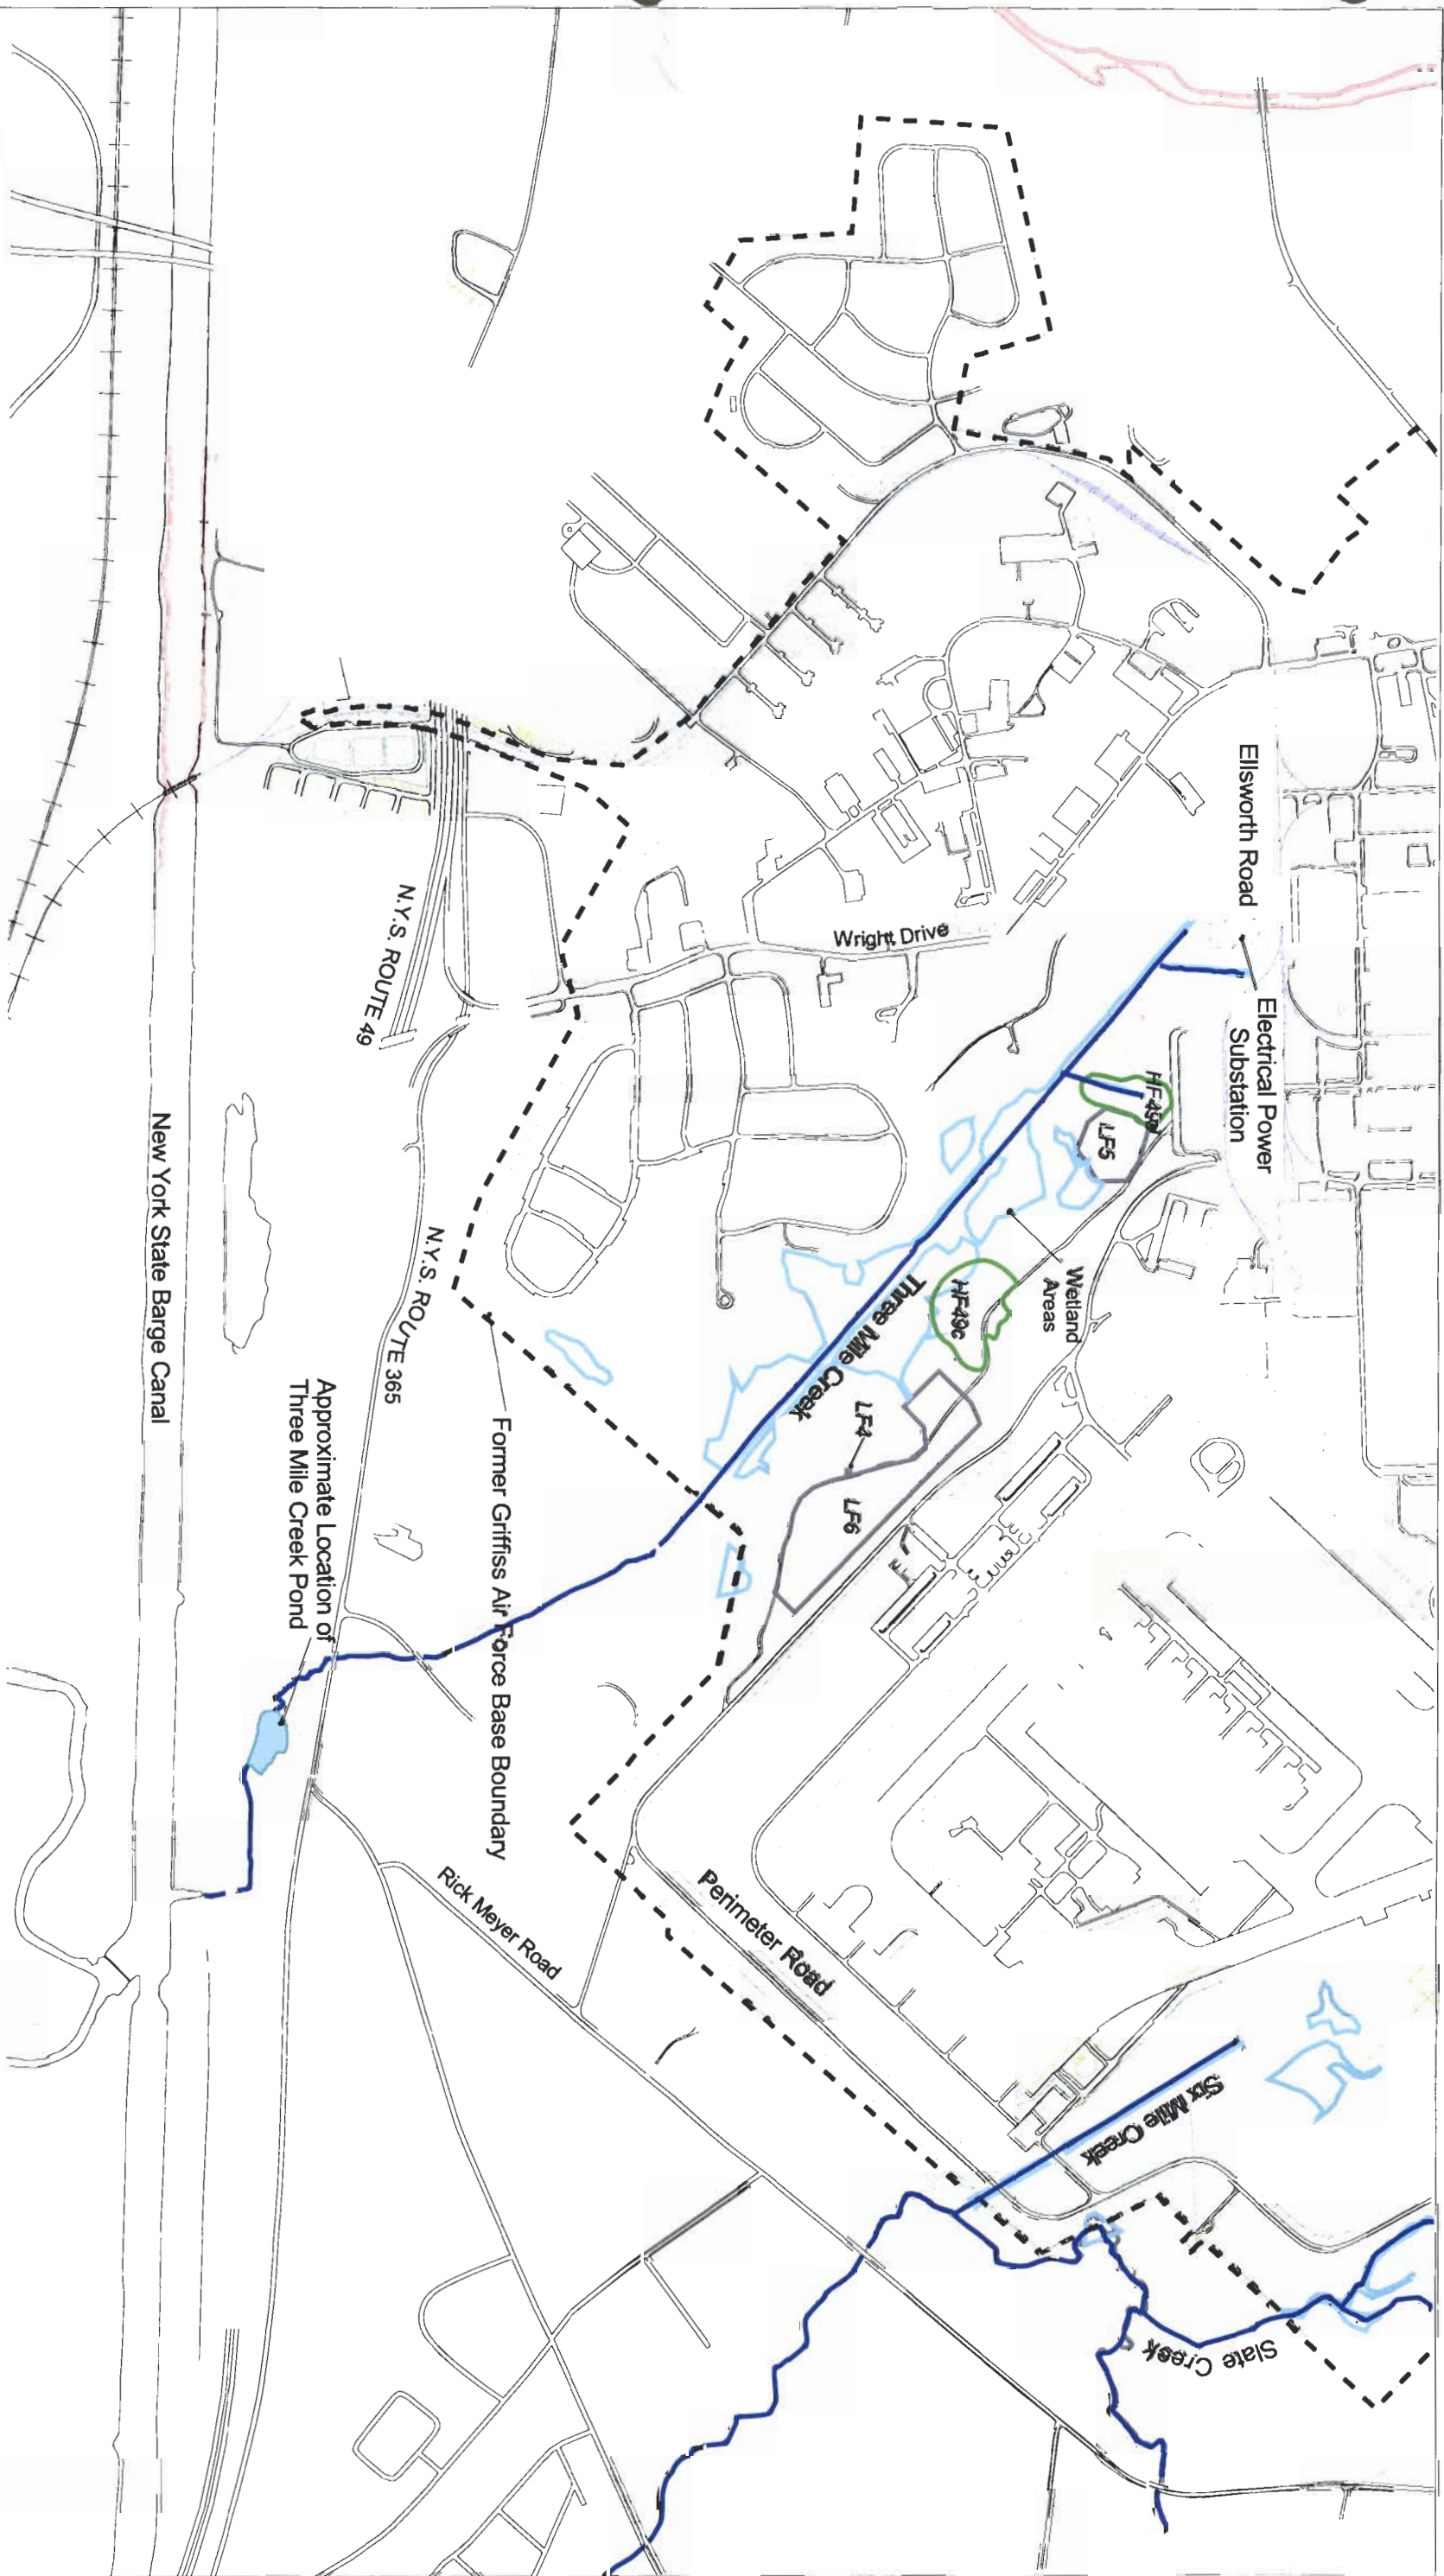 Ellsworth Road
Electrical Power
Substation
Wright Drive
HF49a
LF5
Wetland
Areas
HF49c
Three Mile Creek
LF4
LF6
N.Y.S. ROUTE 49
N.Y.S. ROUTE 365
New York State Barge Canal
Former Griffiss Air Force Base Boundary
Approximate Location of
Three Mile Creek Pond
Rick Meyer Road
Perimeter Road
Six Mile Creek
Slate Creek